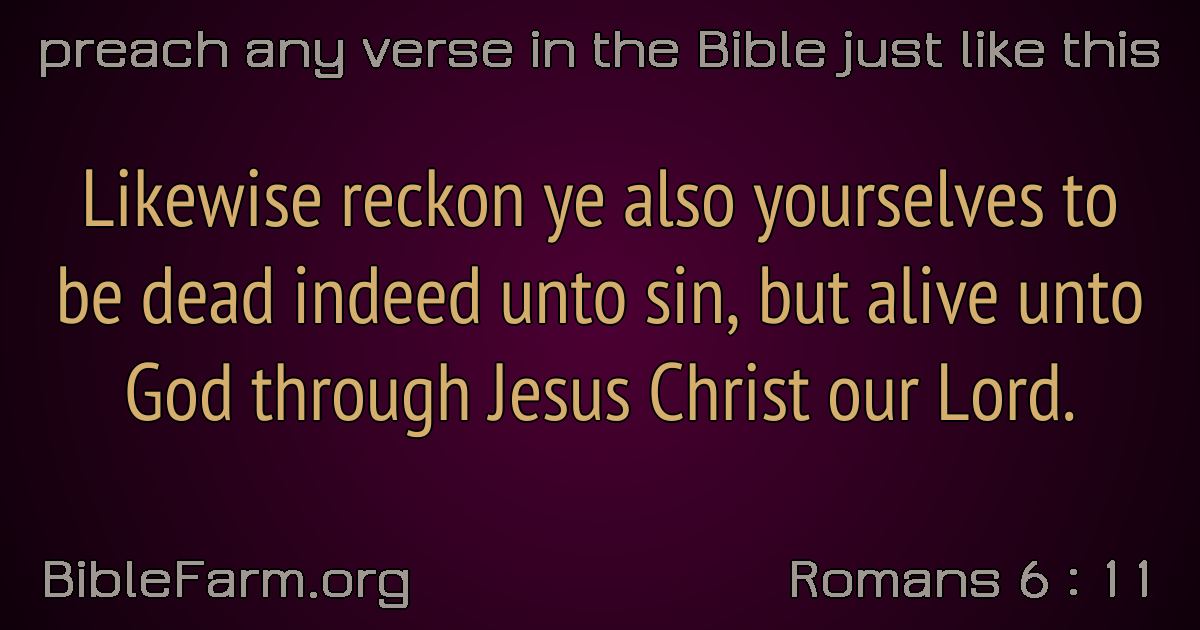 preach any verse in the Bible just like this
Likewise reckon ye also yourselves to
be dead indeed unto sin, but alive unto
God through Jesus Christ our Lord.
BibleFarm.org
Romans 6 : 11